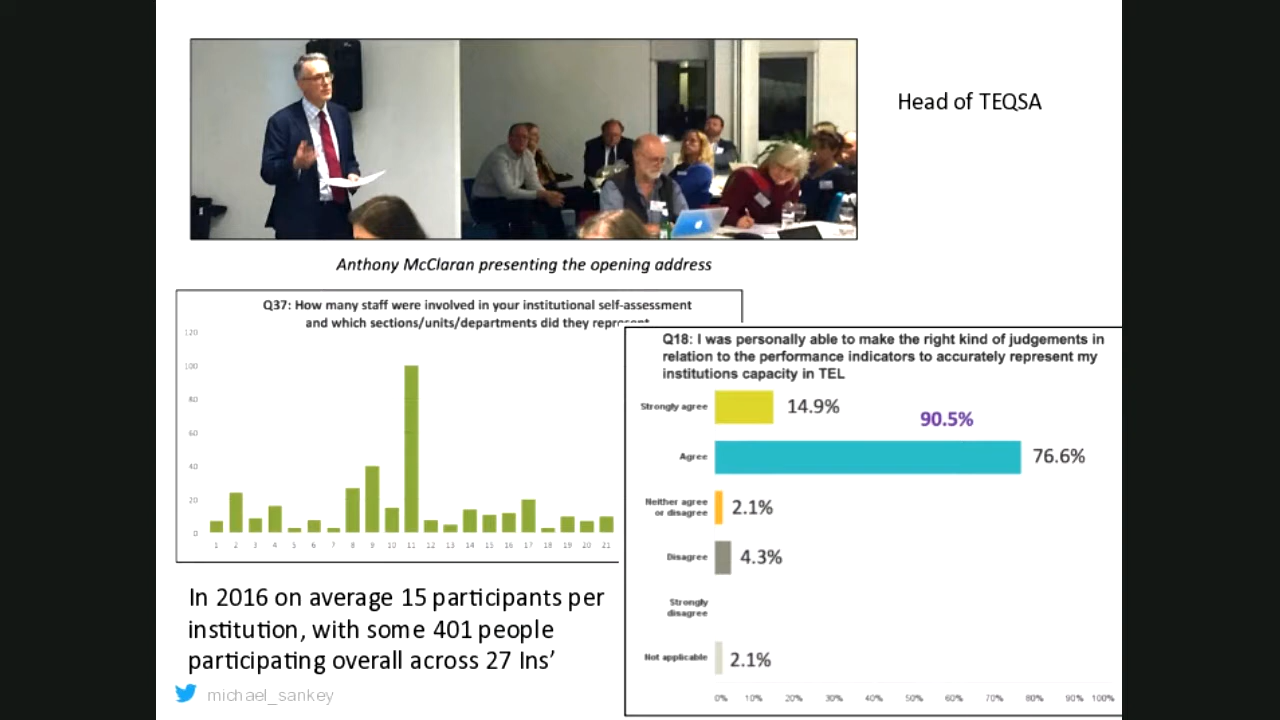 Head of TEQSA
Anthony McClaran presenting the opening address
Q37: How many staff were involved in your institutional self-assessment
and which sections/units/departments did they represent
120
100
80
60
40
20
0
1 2 3 4 5 6 7 8 9 10 11 12 13 14 15 16 17 18 19 20 21
Q18: I was personally able to make the right kind of judgements in
relation to the performance indicators to accurately represent my
institutions capacity in TEL
Strongly agree 14.9%
90.5%
Agree 76.6%
Neither agree
or disagree 2.1%
Disagree 4.3%
Strongly
disagree
Not applicable 2.1%
0% 10% 20% 30% 40% 50% 60% 70% 80% 90% 100%
In 2016 on average 15 participants per
institution, with some 401 people
participating overall across 27 Ins’
michael_sankey